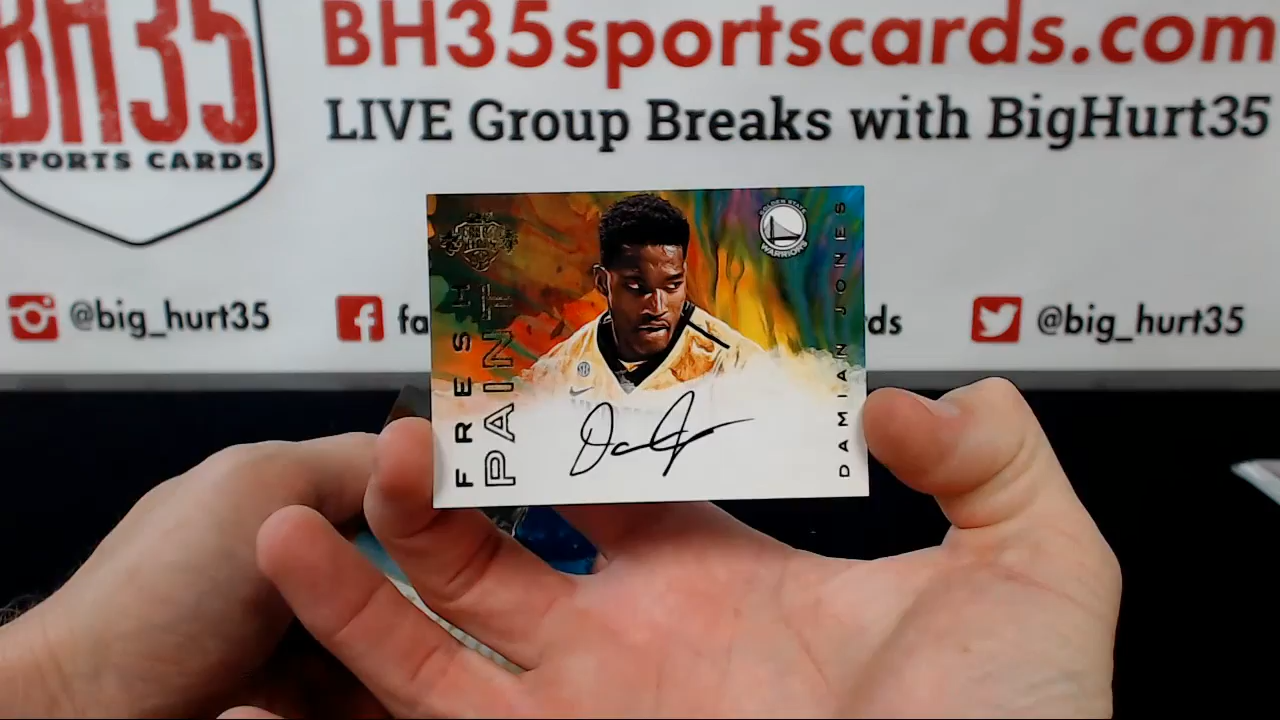 BH35
SPORTS CARDS
BH35sportscards.com
LIVE Group Breaks with BigHurt35
@big_hurt35
fa
ds
@big_hurt35
FRESH
PAINT
GOLDEN STATE
WARRIORS
DAMIAN JONES